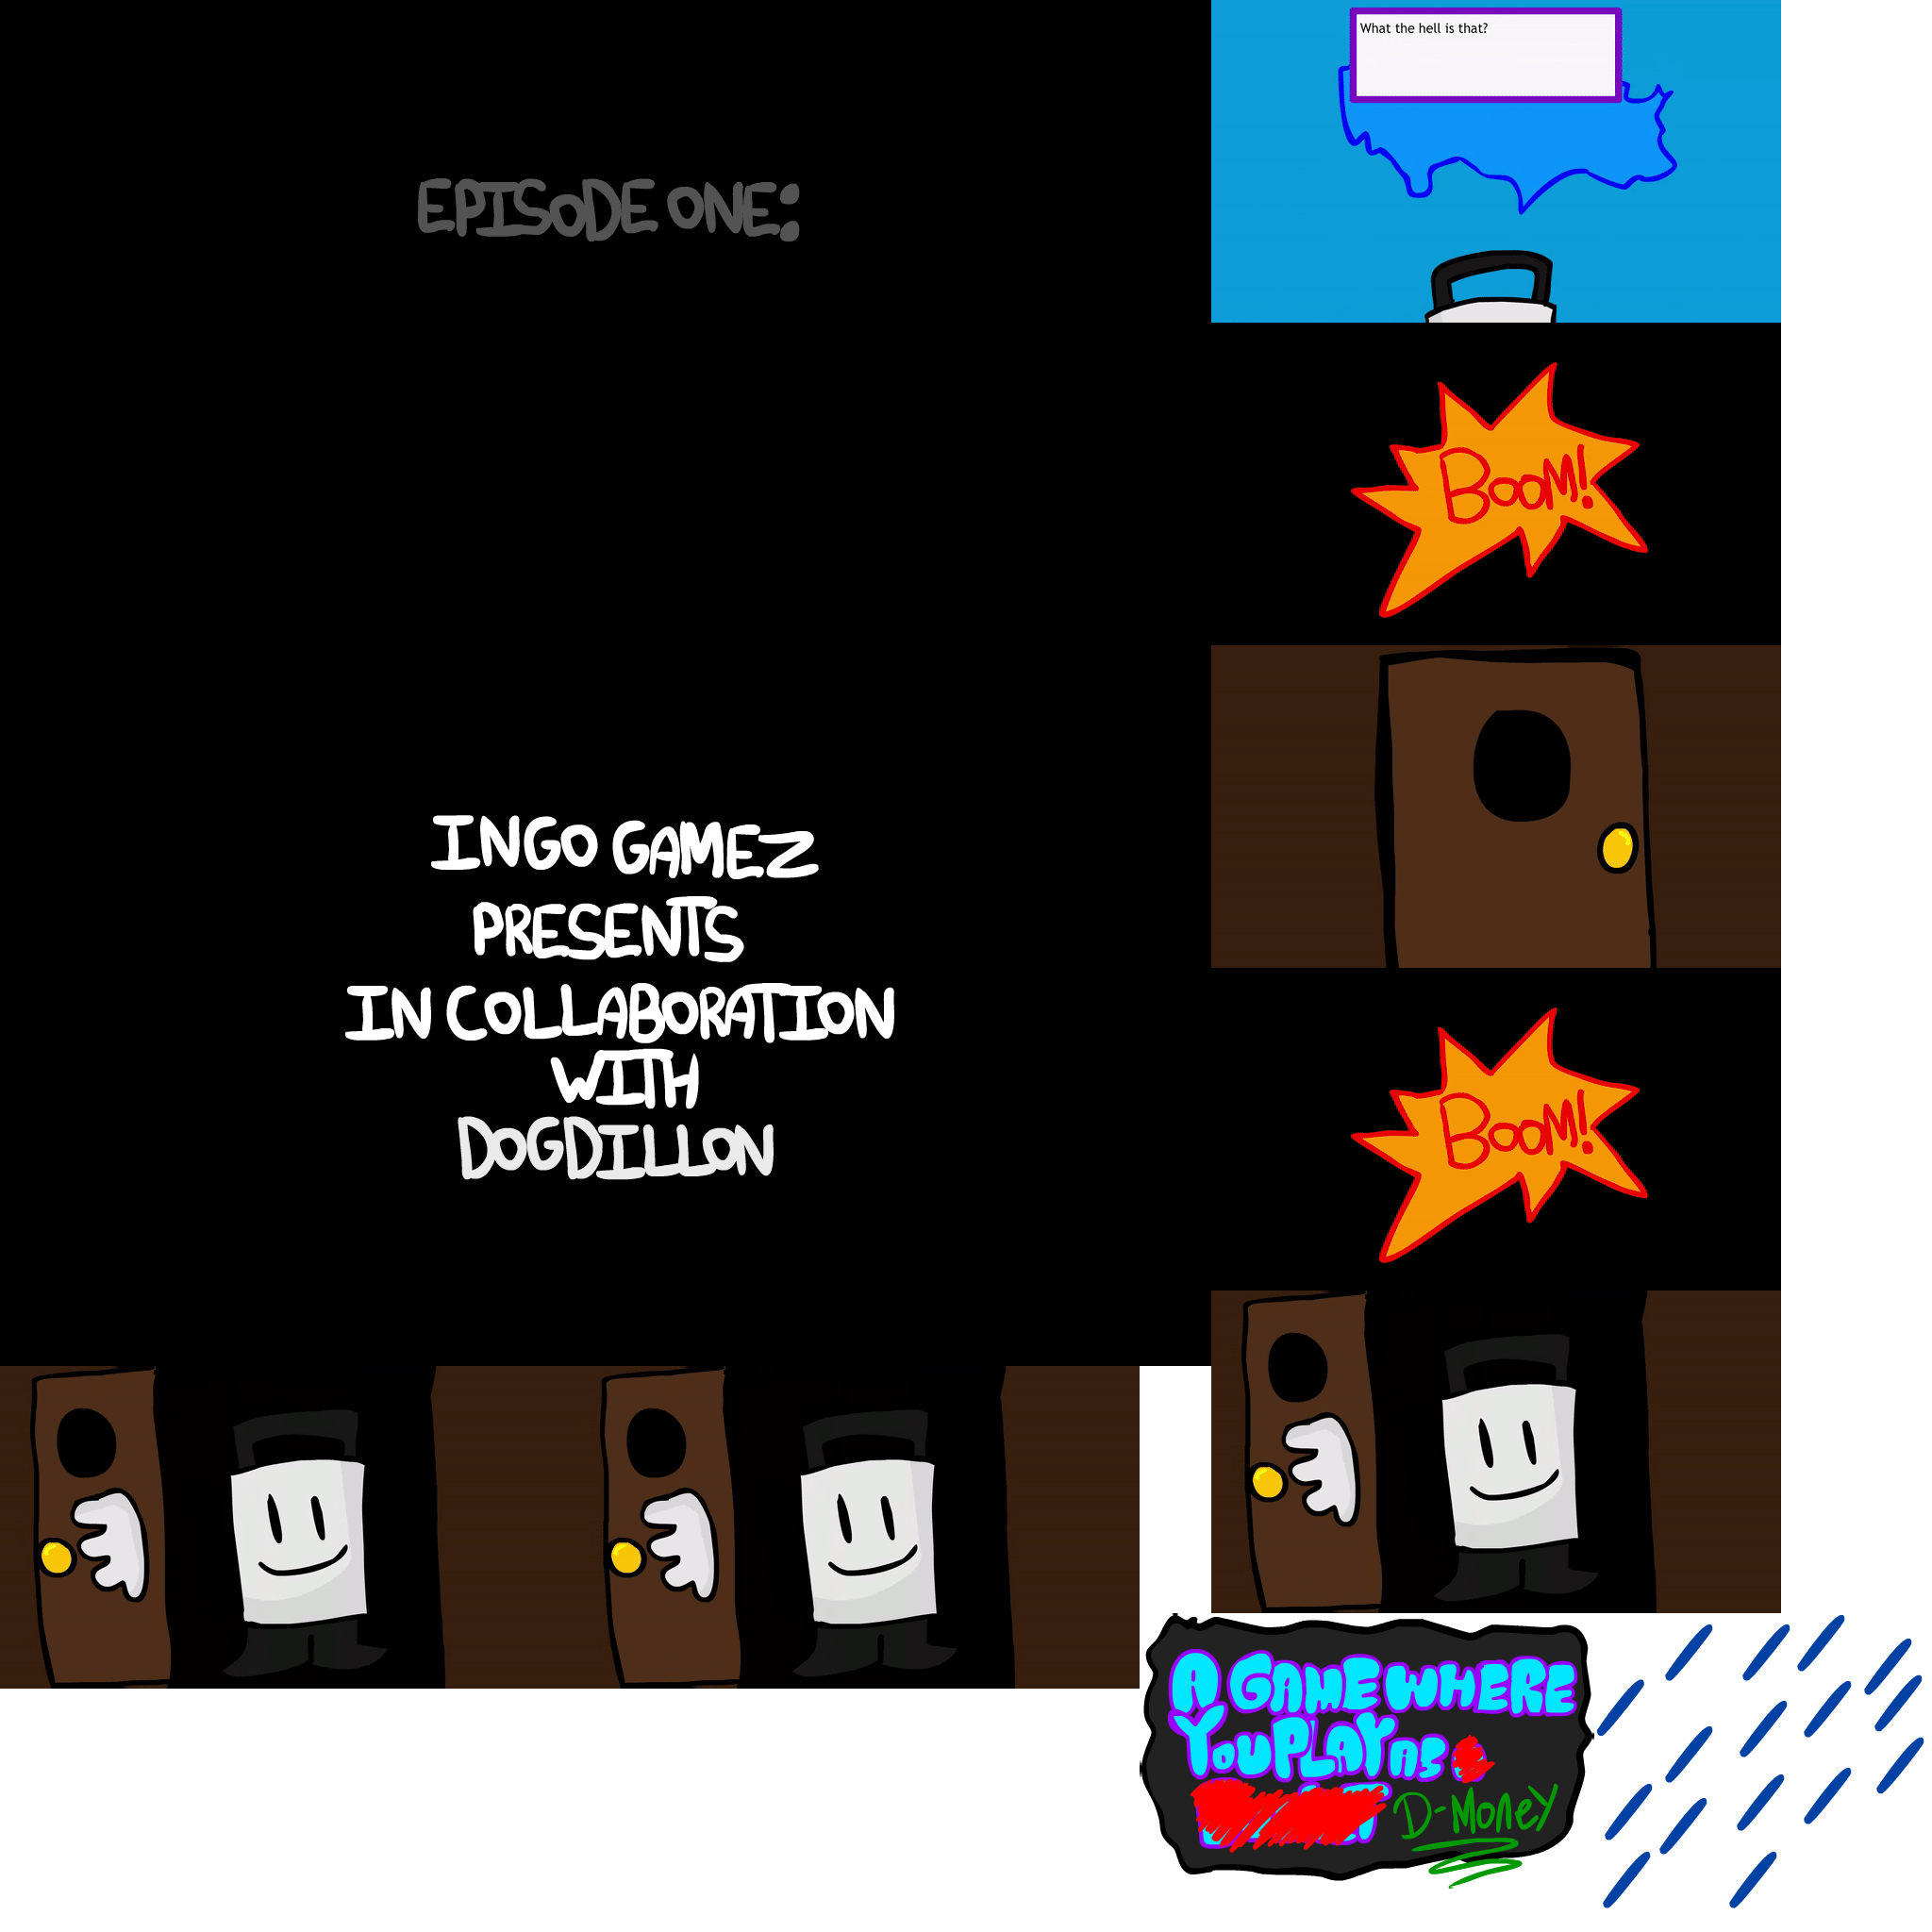 EPISODE ONE:
INGO GAMEZ
PRESENTS
IN COLLABORATION
WITH
DOGDILLON
What the hell is that?
BOOM!
BOOM!
A GAME WHERE
YOU PLAY AS
D-MONEY